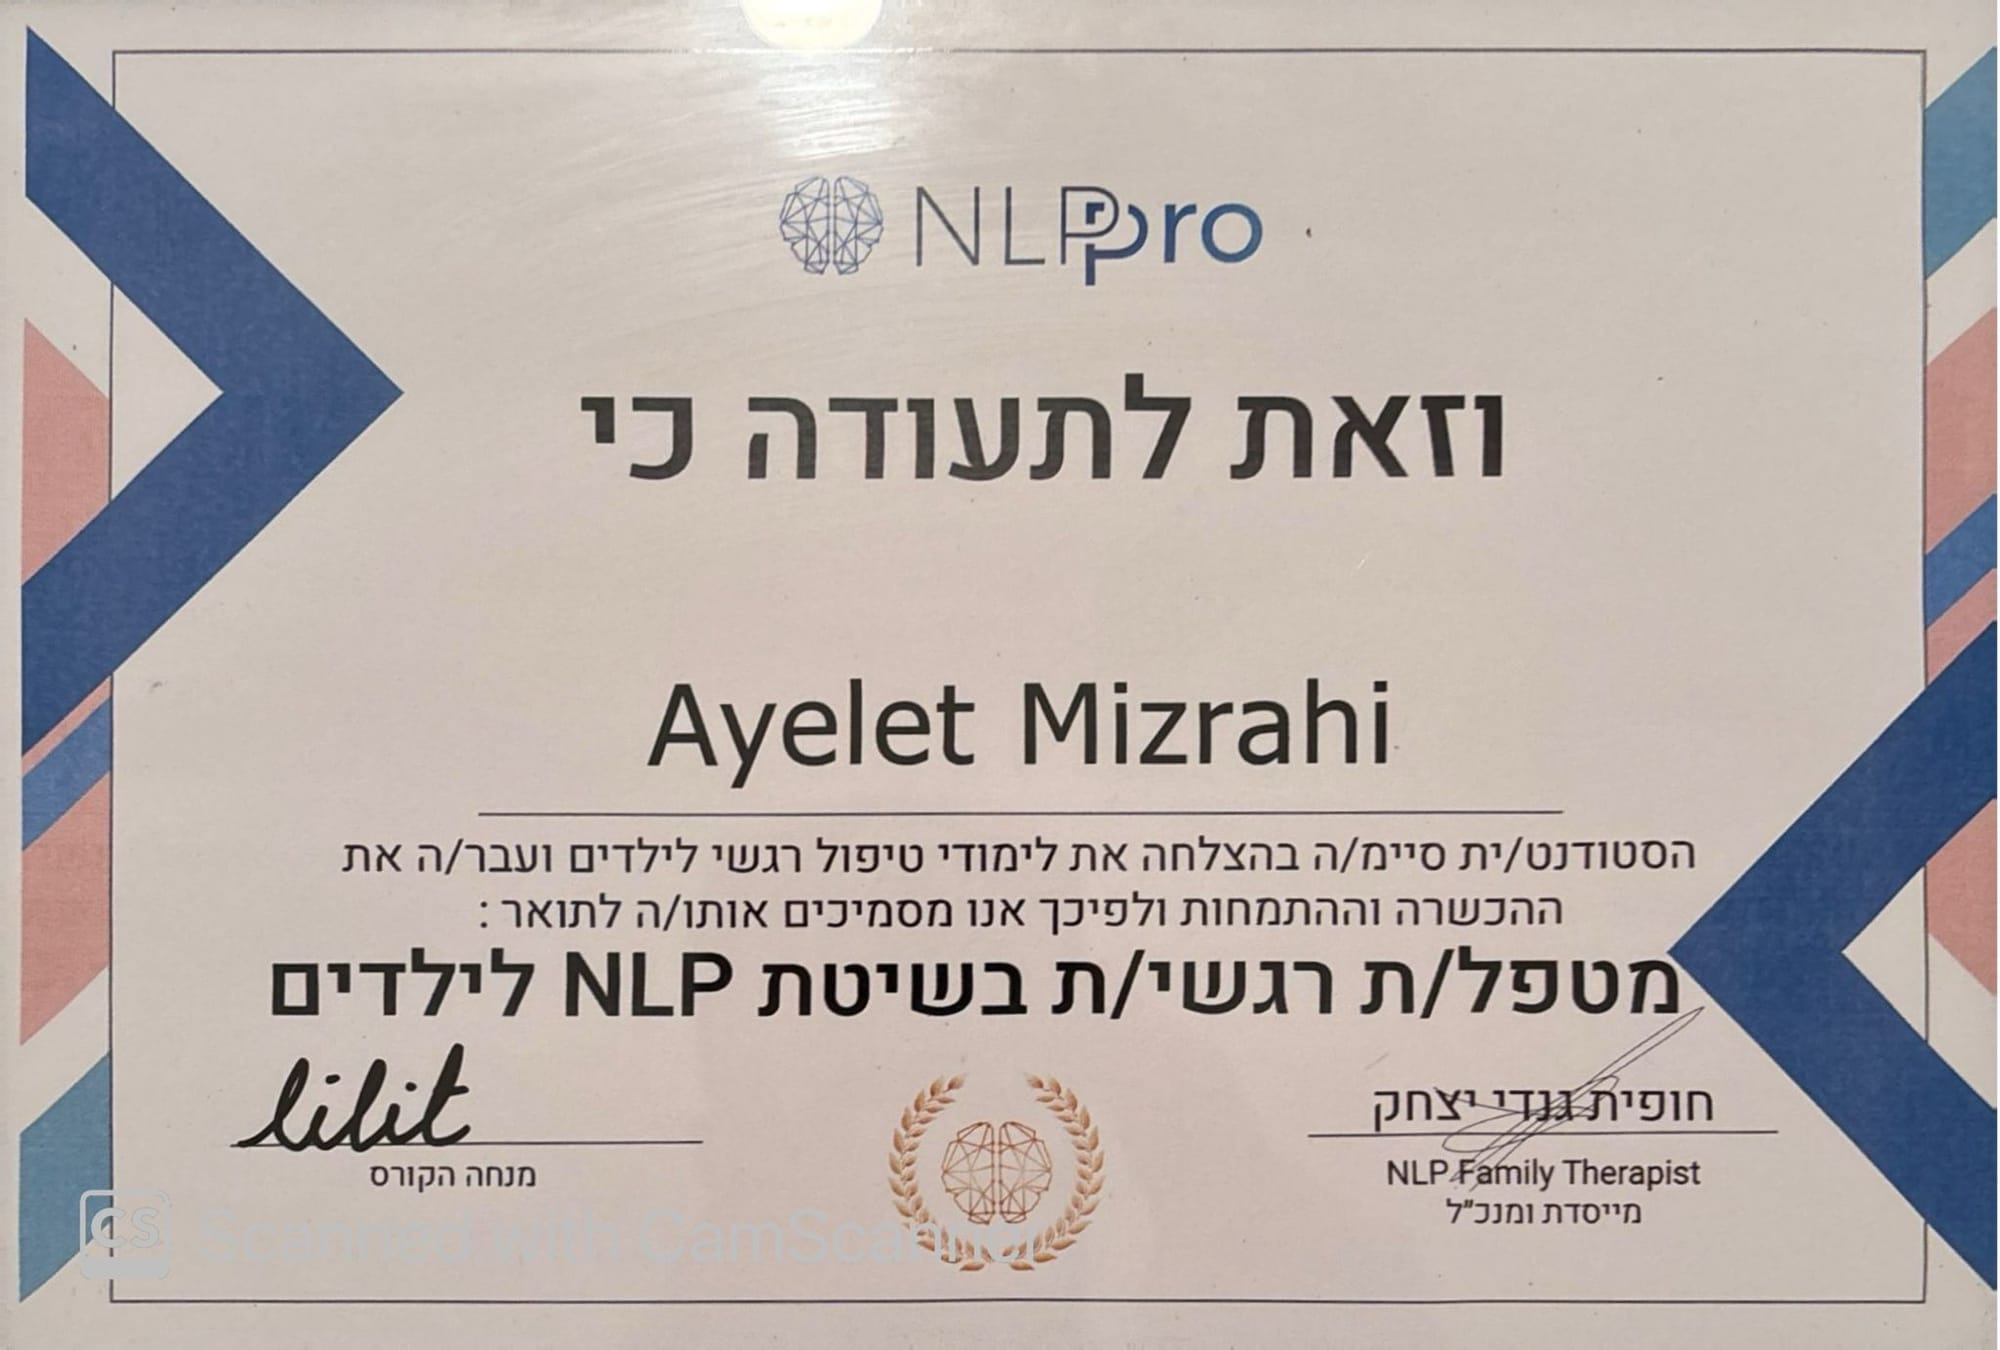 NLPpro
וזאת לתעודה כי
Ayelet Mizrahi
הסטודנט/ית סיימ/ה בהצלחה את לימודי טיפול רגשי לילדים ועבר/ה את
ההכשרה וההתמחות ולפיכך אנו מסמיכים אותו/ה לתואר :
מטפל/ת רגשי/ת בשיטת NLP לילדים
חופית גנדי יצחק
NLP Family Therapist
מייסדת ומנכ"ל
lilit
מנחה הקורס
CS Scanned with CamScanner